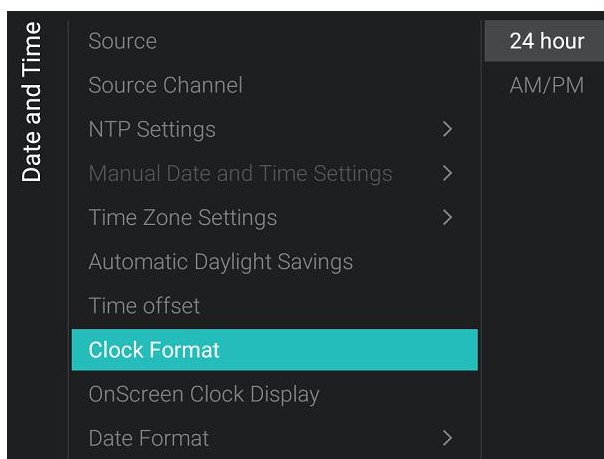 Date and Time
Source
Source Channel
NTP Settings
Manual Date and Time Settings
Time Zone Settings
Automatic Daylight Savings
Time offset
Clock Format
OnScreen Clock Display
Date Format
24 hour
AM/PM